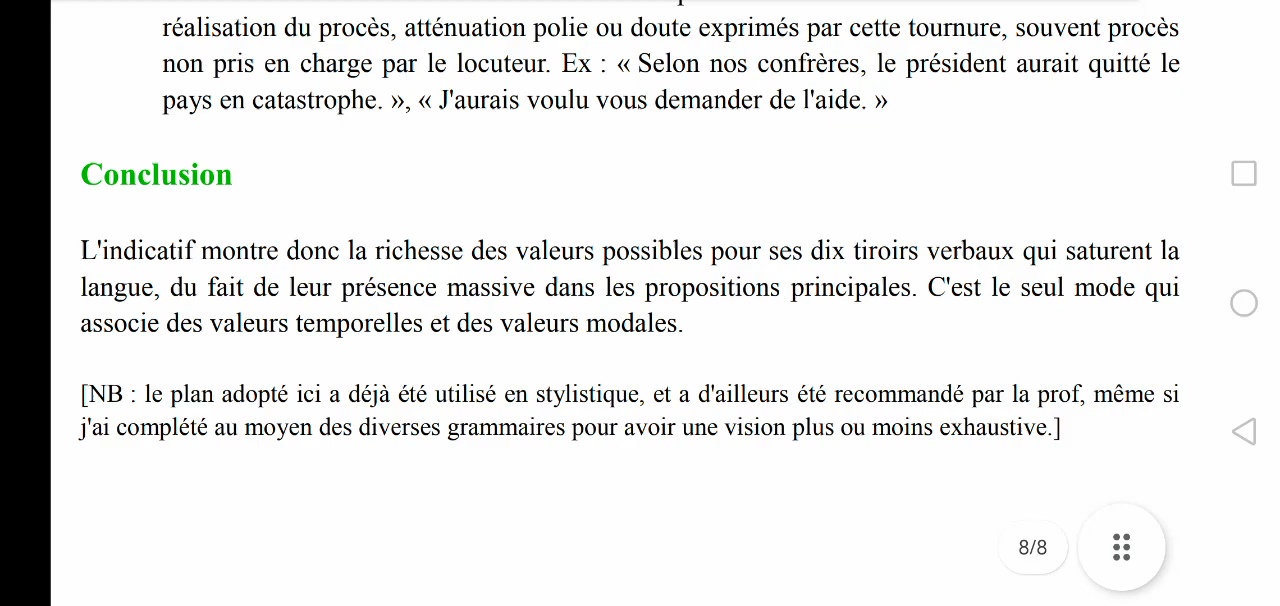 réalisation du procès, atténuation polie ou doute exprimés par cette tournure, souvent procès
non pris en charge par le locuteur. Ex : « Selon nos confrères, le président aurait quitté le
pays en catastrophe. », « J'aurais voulu vous demander de l'aide. »
Conclusion
L'indicatif montre donc la richesse des valeurs possibles pour ses dix tiroirs verbaux qui saturent la
langue, du fait de leur présence massive dans les propositions principales. C'est le seul mode qui
associe des valeurs temporelles et des valeurs modales.
[NB : le plan adopté ici a déjà été utilisé en stylistique, et a d'ailleurs été recommandé par la prof, même si
j'ai complété au moyen des diverses grammaires pour avoir une vision plus ou moins exhaustive.]
8/8